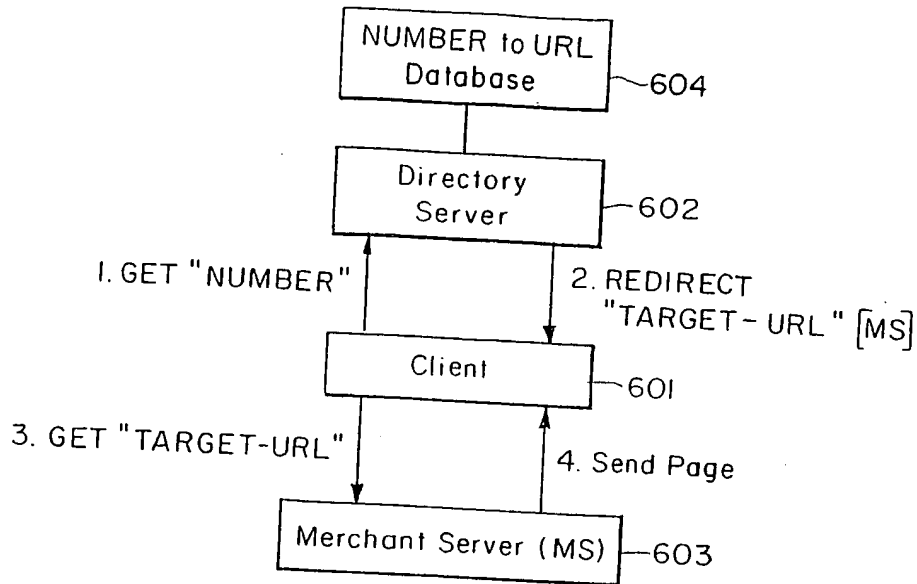 NUMBER to URL
Database
604
Directory
Server
602
1. GET "NUMBER"
2. REDIRECT
"TARGET-URL" [MS]
Client
601
3. GET "TARGET-URL"
4. Send Page
Merchant Server (MS)
603